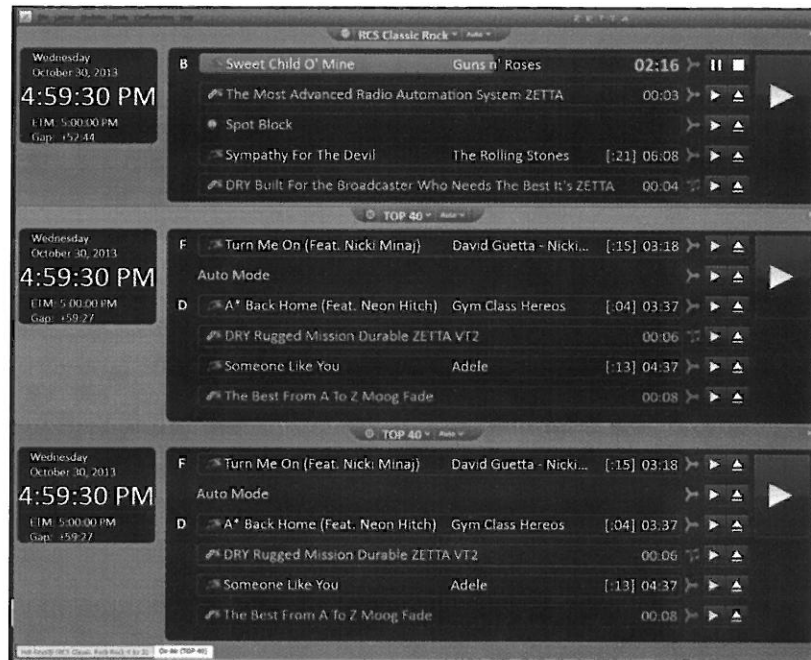 Z E T T A
RCS Classic Rock Auto
Wednesday
October 30, 2013
4:59:30 PM
ETM: 5:00:00 PM
Gap: +52:44
B Sweet Child O' Mine Guns n' Roses 02:16
The Most Advanced Radio Automation System ZETTA 00:03
Spot Block
Sympathy For The Devil The Rolling Stones [:21] 06:08
DRY Built For the Broadcaster Who Needs The Best It's ZETTA 00:04
TOP 40 Auto
Wednesday
October 30, 2013
4:59:30 PM
ETM: 5:00:00 PM
Gap: +59:27
F Turn Me On (Feat. Nicki Minaj) David Guetta - Nicki... [:15] 03:18
Auto Mode
D A* Back Home (Feat. Neon Hitch) Gym Class Hereos [:04] 03:37
DRY Rugged Mission Durable ZETTA VT2 00:06
Someone Like You Adele [:13] 04:37
The Best From A To Z Moog Fade 00:08
TOP 40 Auto
Wednesday
October 30, 2013
4:59:30 PM
ETM: 5:00:00 PM
Gap: +59:27
F Turn Me On (Feat. Nicki Minaj) David Guetta - Nicki... [:15] 03:18
Auto Mode
D A* Back Home (Feat. Neon Hitch) Gym Class Hereos [:04] 03:37
DRY Rugged Mission Durable ZETTA VT2 00:06
Someone Like You Adele [:13] 04:37
The Best From A To Z Moog Fade 00:08
On Air (TOP 40)